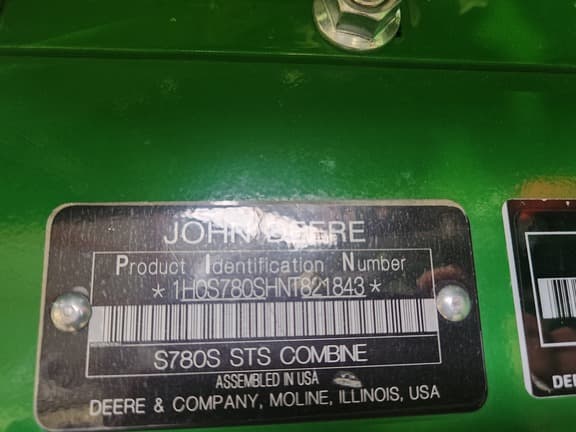 JOHN DEERE
Product Identification Number
*1H0S780SHNT821843*
S780S STS COMBINE
ASSEMBLED IN USA
DEERE & COMPANY, MOLINE, ILLINOIS, USA